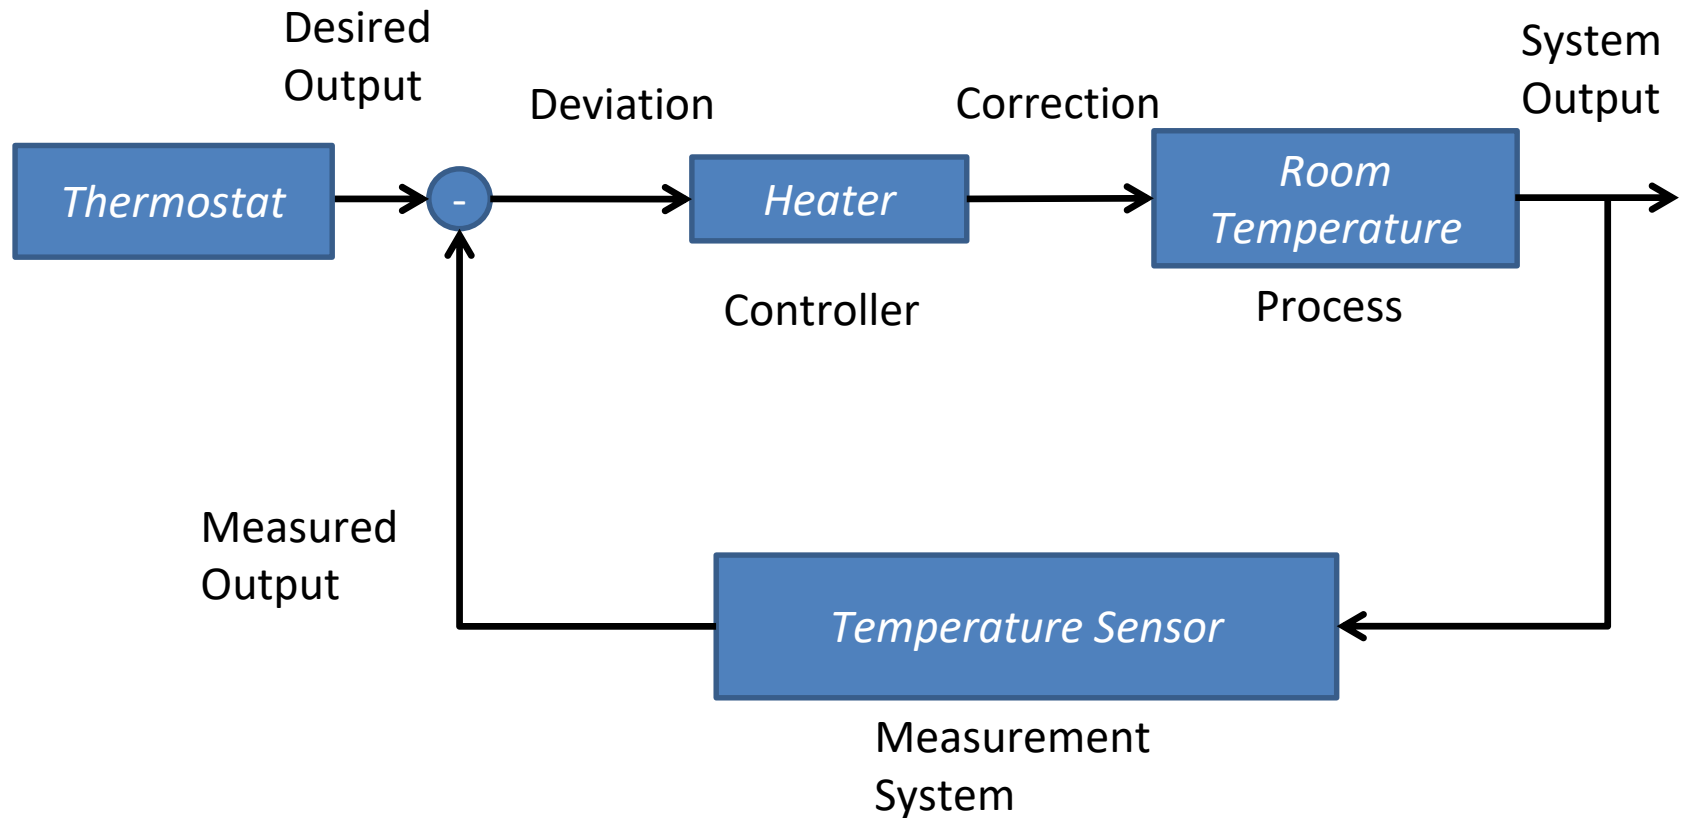 Desired
Output
Deviation
Correction
System
Output
Thermostat
-
Heater
Room
Temperature
Controller
Process
Measured
Output
Temperature Sensor
Measurement
System